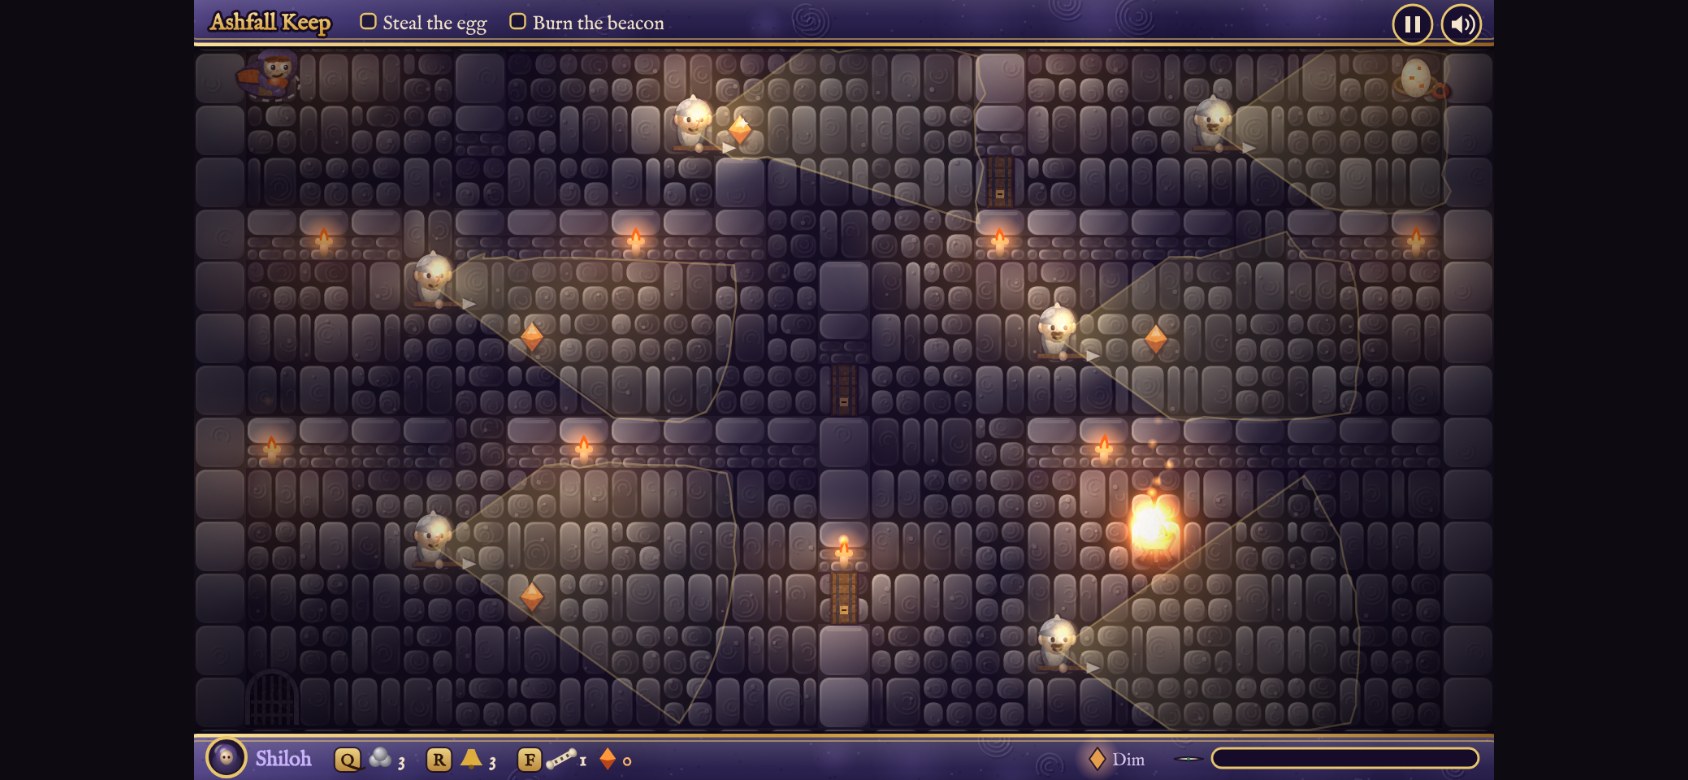 Ashfall Keep Steal the egg Burn the beacon
Shiloh Q 3 R 3 F 1 0 Dim